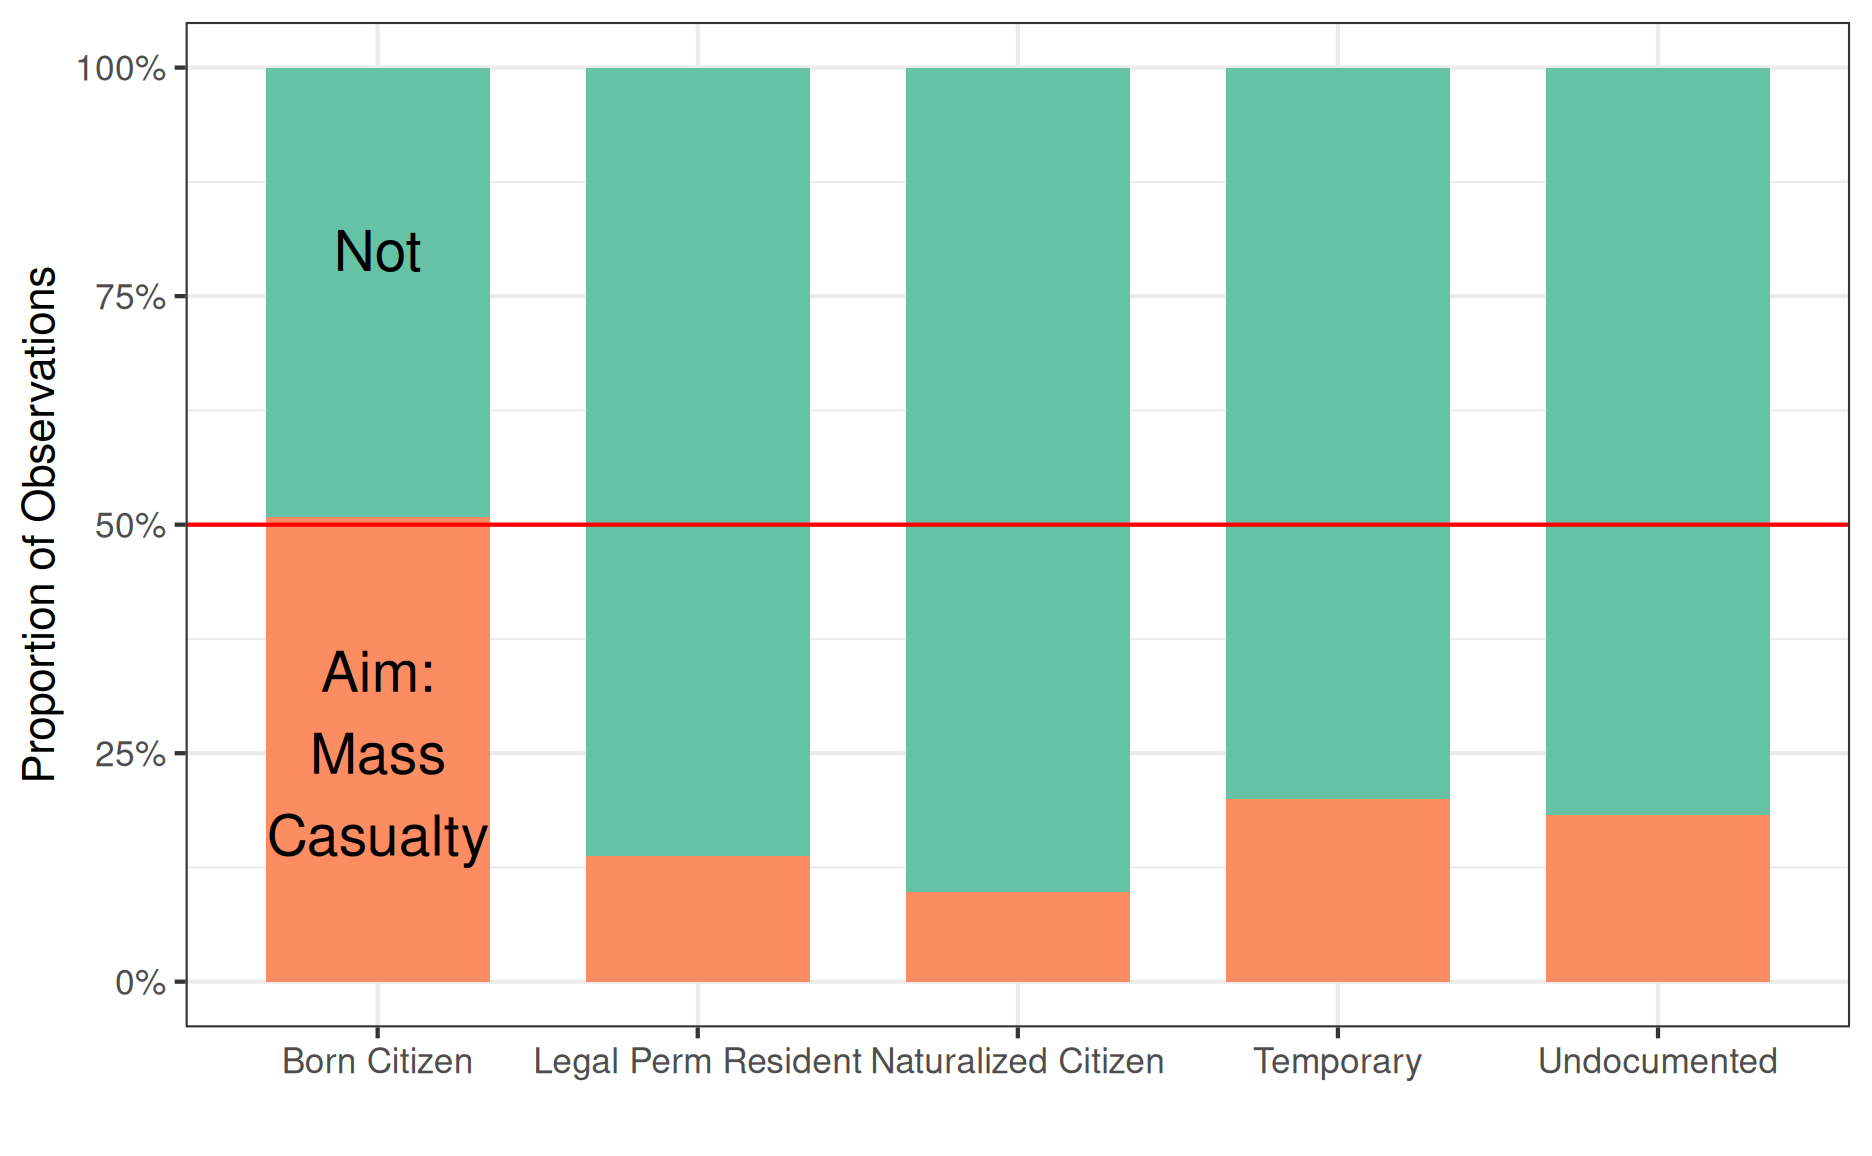 100%
75%
50%
25%
0%
Proportion of Observations
Not
Aim:
Mass
Casualty
Born Citizen
Legal Perm Resident
Naturalized Citizen
Temporary
Undocumented